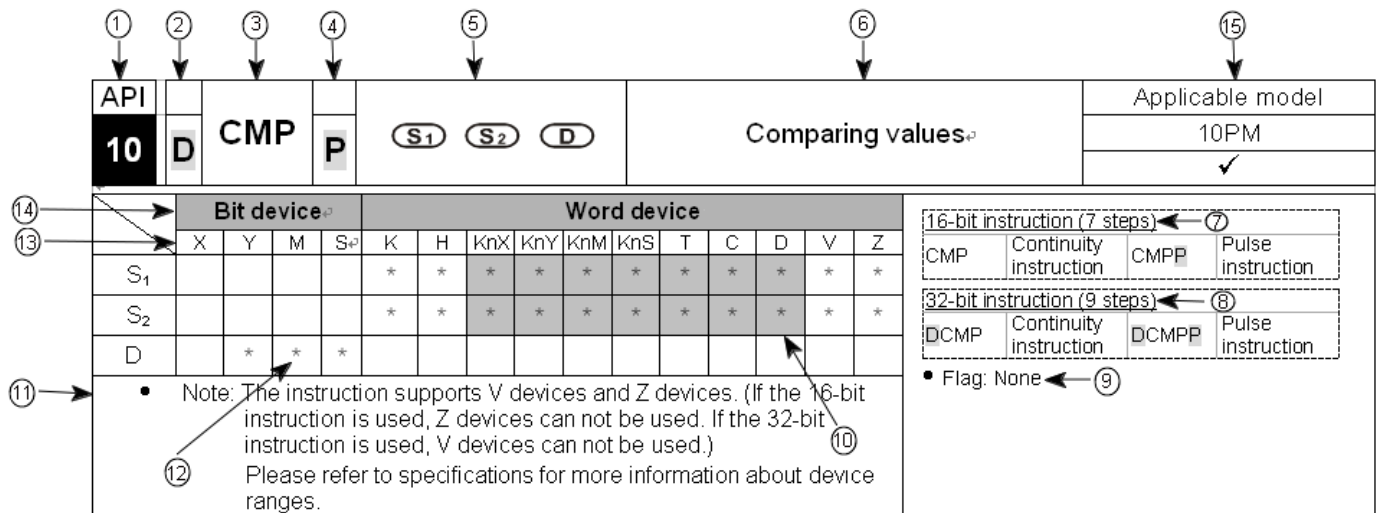 ① ② ③ ④ ⑤ ⑥ ⑮
API
10
D
CMP
P
S1 S2 D
Comparing values
Applicable model
10PM
✓
⑭ Bit device Word device
⑬ X Y M S K H KnX KnY KnM KnS T C D V Z
S₁ * * * * * * * * * * *
S₂ * * * * * * * * * * *
D * * *
16-bit instruction (7 steps) ⑦
CMP Continuity instruction CMPP Pulse instruction
32-bit instruction (9 steps) ⑧
DCMP Continuity instruction DCMPP Pulse instruction
• Flag: None ⑨
⑪ • Note: The instruction supports V devices and Z devices. (If the 16-bit
instruction is used, Z devices can not be used. If the 32-bit
instruction is used, V devices can not be used.)
⑩
⑫ Please refer to specifications for more information about device
ranges.